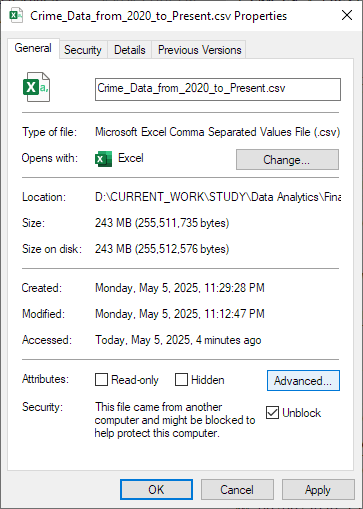 Crime_Data_from_2020_to_Present.csv Properties
General Security Details Previous Versions
Crime_Data_from_2020_to_Present.csv
Type of file: Microsoft Excel Comma Separated Values File (.csv)
Opens with: Excel Change...
Location: D:\CURRENT_WORK\STUDY\Data Analytics\Fina
Size: 243 MB (255,511,735 bytes)
Size on disk: 243 MB (255,512,576 bytes)
Created: Monday, May 5, 2025, 11:29:28 PM
Modified: Monday, May 5, 2025, 11:12:47 PM
Accessed: Today, May 5, 2025, 4 minutes ago
Attributes: Read-only Hidden Advanced...
Security: This file came from another Unblock
computer and might be blocked to
help protect this computer.
OK Cancel Apply